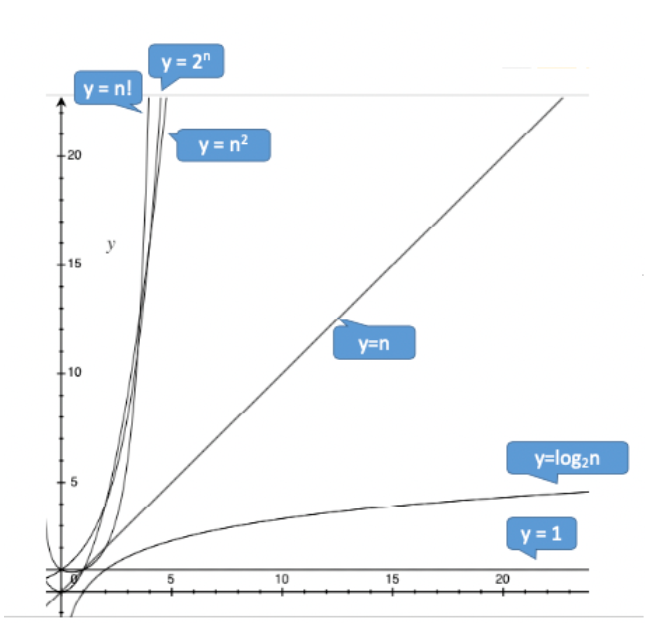 y = 2ⁿ
y = n!
y = n²
20
y
15
10
y=n
5
y=log₂n
y = 1
0
5
10
15
20